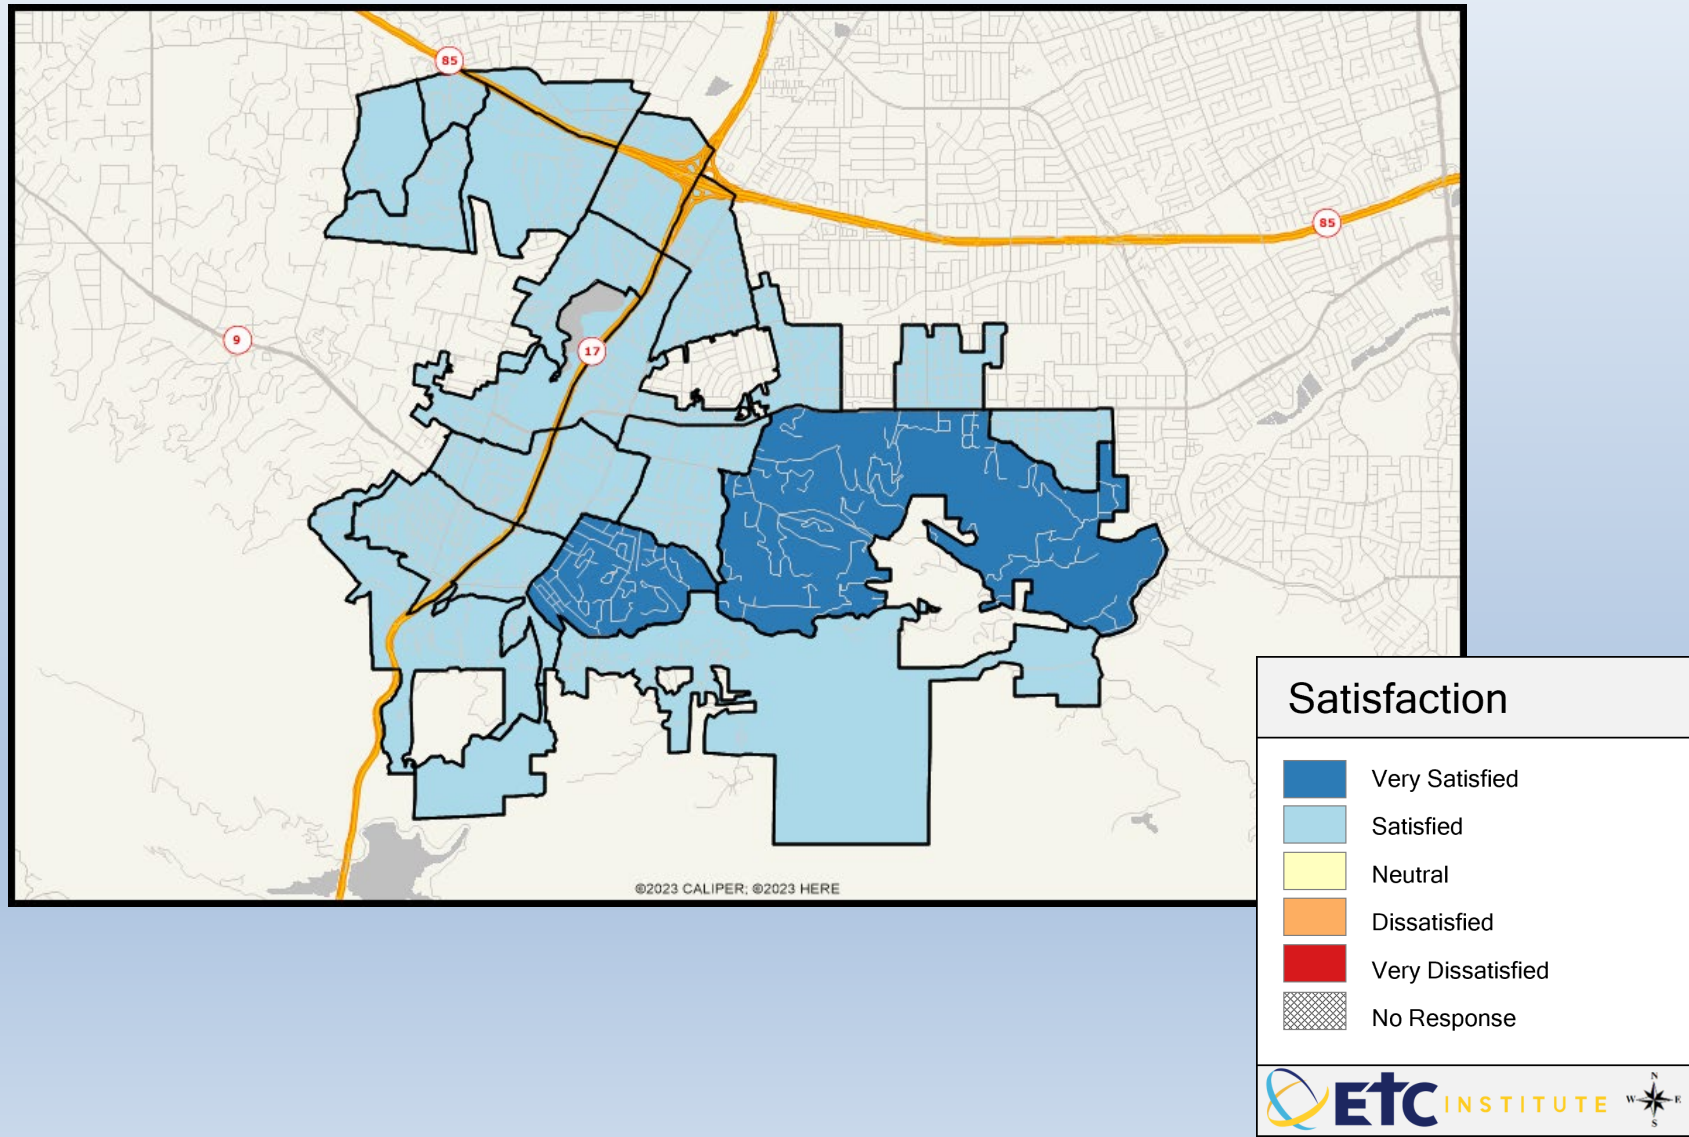 85
85
9
17
©2023 CALIPER; ©2023 HERE
Satisfaction
Very Satisfied
Satisfied
Neutral
Dissatisfied
Very Dissatisfied
No Response
ETC INSTITUTE
N
W E
S